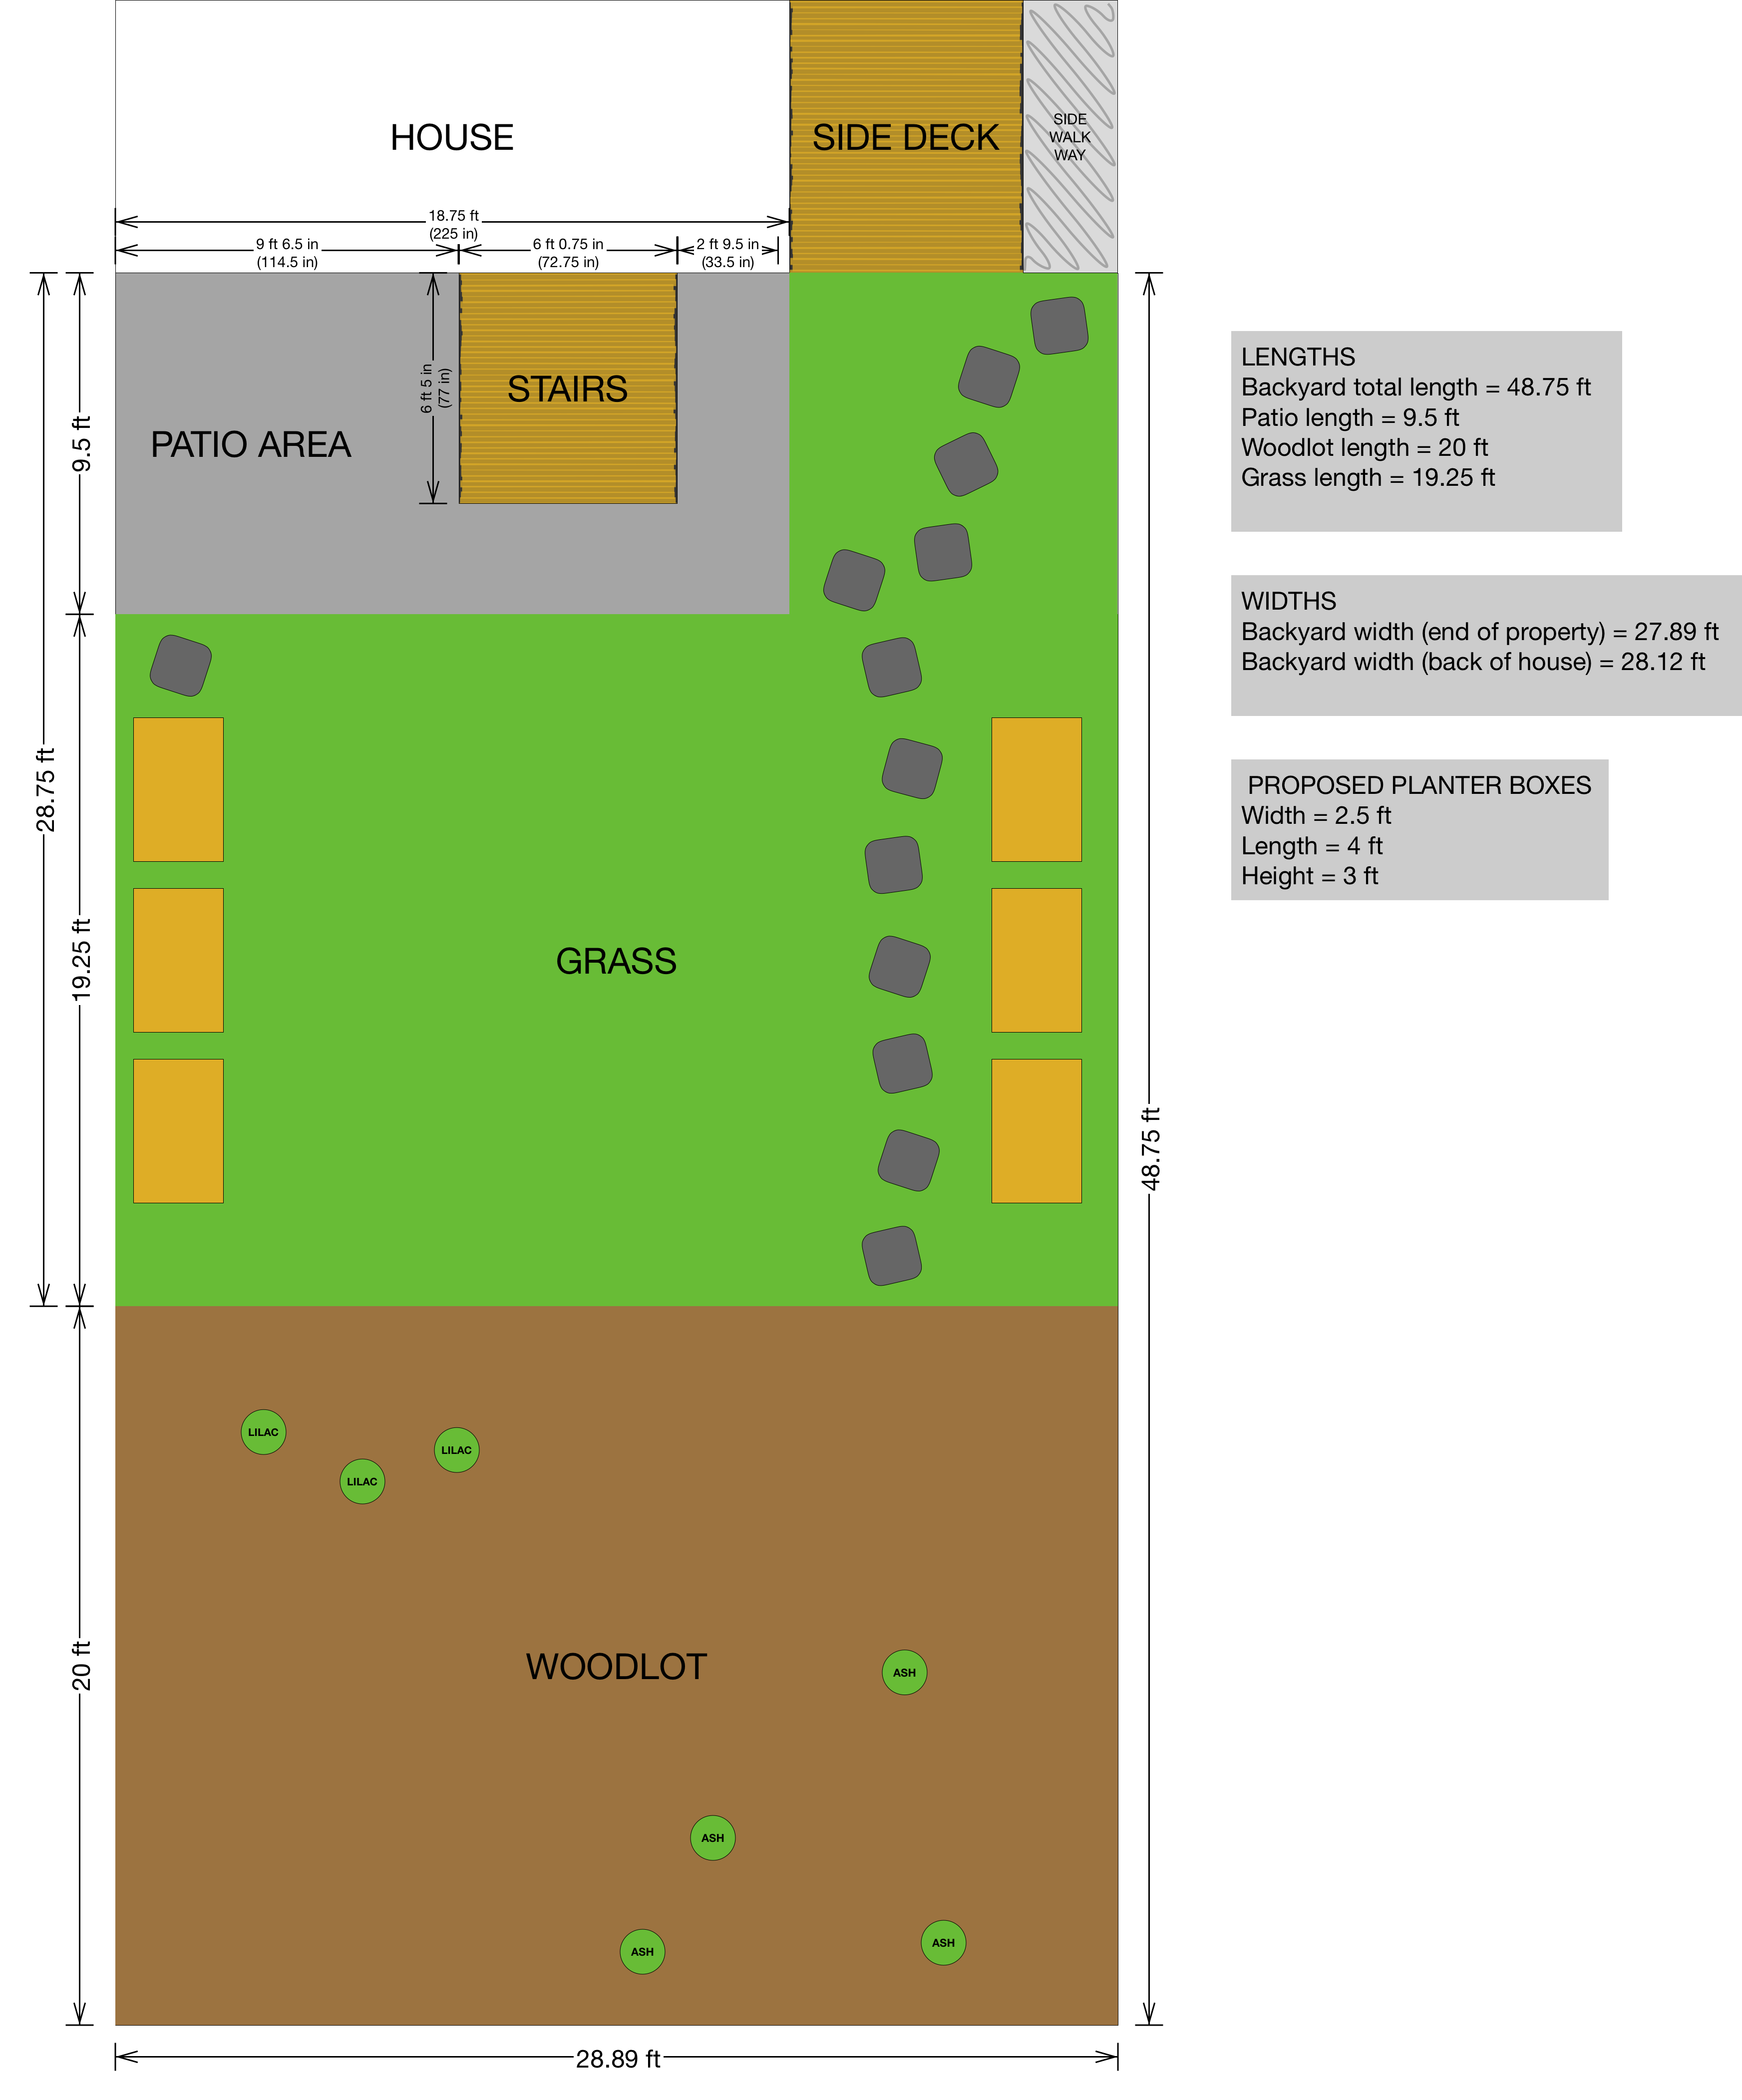 HOUSE
SIDE DECK
SIDE
WALK
WAY
18.75 ft
(225 in)
9 ft 6.5 in
(114.5 in)
6 ft 0.75 in
(72.75 in)
2 ft 9.5 in
(33.5 in)
PATIO AREA
6 ft 5 in
(77 in)
STAIRS
9.5 ft
28.75 ft
19.25 ft
GRASS
48.75 ft
LENGTHS
Backyard total length = 48.75 ft
Patio length = 9.5 ft
Woodlot length = 20 ft
Grass length = 19.25 ft
WIDTHS
Backyard width (end of property) = 27.89 ft
Backyard width (back of house) = 28.12 ft
PROPOSED PLANTER BOXES
Width = 2.5 ft
Length = 4 ft
Height = 3 ft
LILAC
LILAC
LILAC
20 ft
WOODLOT
ASH
ASH
ASH
ASH
28.89 ft